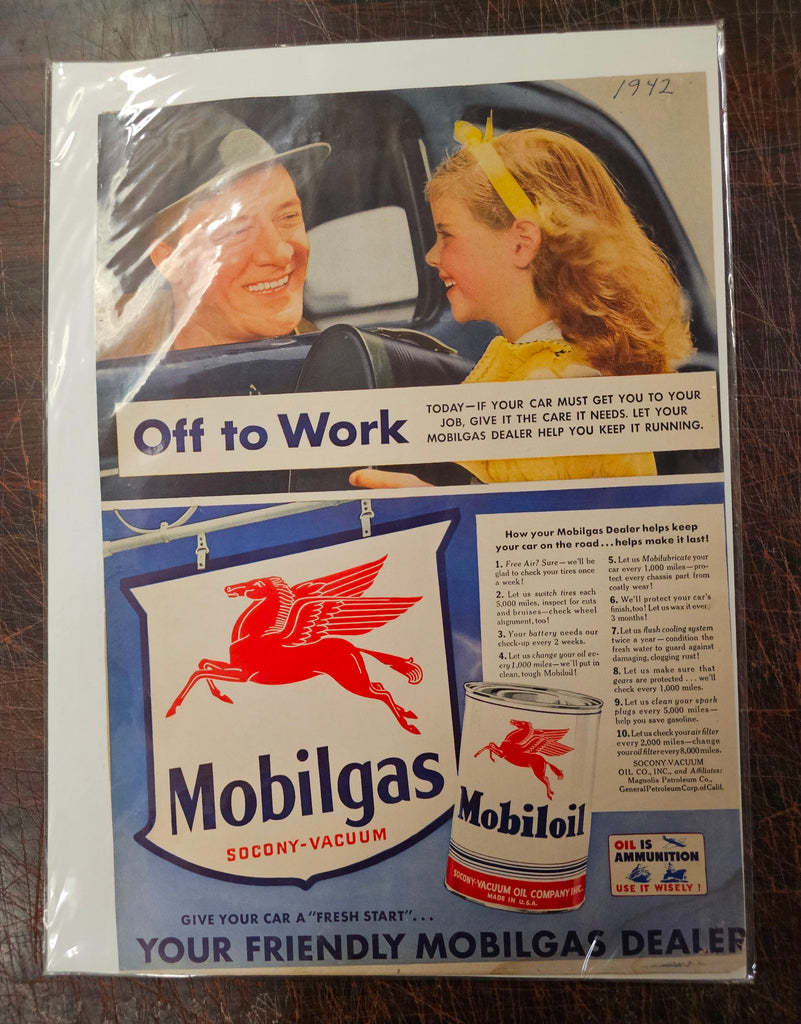 1942
Off to Work
TODAY—IF YOUR CAR MUST GET YOU TO YOUR
JOB, GIVE IT THE CARE IT NEEDS. LET YOUR
MOBILGAS DEALER HELP YOU KEEP IT RUNNING.
Mobilgas
SOCONY-VACUUM
How your Mobilgas Dealer helps keep
your car on the road...helps make it last!
1. Free Air? Sure—we'll be
glad to check your tires once
a week!
2. Let us switch tires each
5,000 miles, inspect for cuts
and bruises—check wheel
alignment, too!
3. Your battery needs our
check-up every 2 weeks.
4. Let us change your oil ev-
ery 1,000 miles—we'll put in
clean, tough Mobiloil!
5. Let us Mobilubricate your
car every 1,000 miles—pro-
tect every chassis part from
costly wear!
6. We'll protect your car's
finish, too! Let us wax it every
3 months!
7. Let us flush cooling system
twice a year—condition the
fresh water to guard against
damaging, clogging rust!
8. Let us make sure that
gears are protected...we'll
check every 1,000 miles.
9. Let us clean your spark
plugs every 5,000 miles—
help you save gasoline.
10. Let us check your air filter
every 2,000 miles—change
your oil filter every 8,000 miles.
SOCONY-VACUUM
OIL CO., INC., and Affiliates:
Magnolia Petroleum Co.,
General Petroleum Corp. of Calif.
Mobiloil
SOCONY-VACUUM OIL COMPANY INC.
MADE IN U.S.A.
OIL IS
AMMUNITION
USE IT WISELY!
GIVE YOUR CAR A "FRESH START"...
YOUR FRIENDLY MOBILGAS DEALER